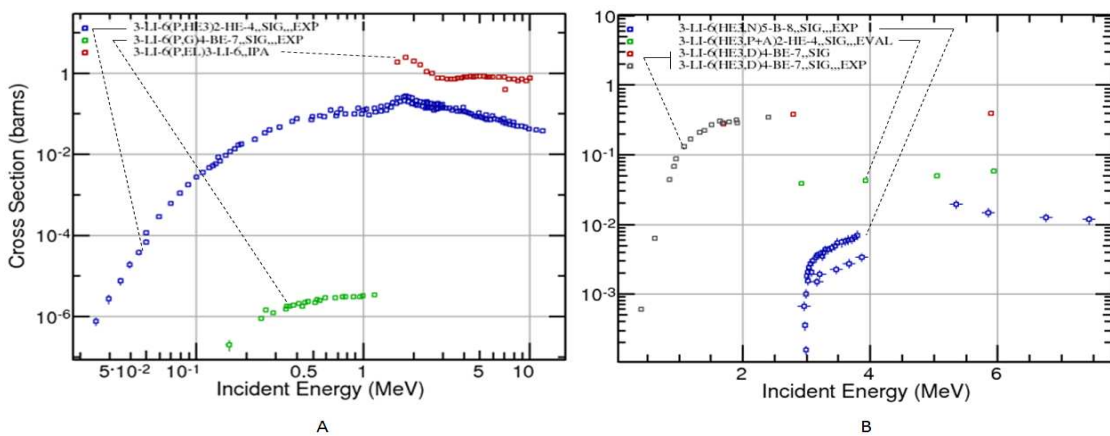 3-LI-6(P,HE3)2-HE-4,,SIG,,,EXP
3-LI-6(P,G)4-BE-7,,SIG,,,EXP
3-LI-6(P,EL)3-LI-6,,IPA
1
10-2
10-4
10-6
Cross Section (barns)
5·10-2 10-1 0.5 1 5 10
Incident Energy (MeV)
A
3-LI-6(HE3,N)5-B-8,,SIG,,,EXP
3-LI-6(HE3,P+A)2-HE-4,,SIG,,,EVAL
3-LI-6(HE3,D)4-BE-7,,SIG
3-LI-6(HE3,D)4-BE-7,,SIG,,,EXP
10
1
10-1
10-2
10-3
2 4 6
Incident Energy (MeV)
B